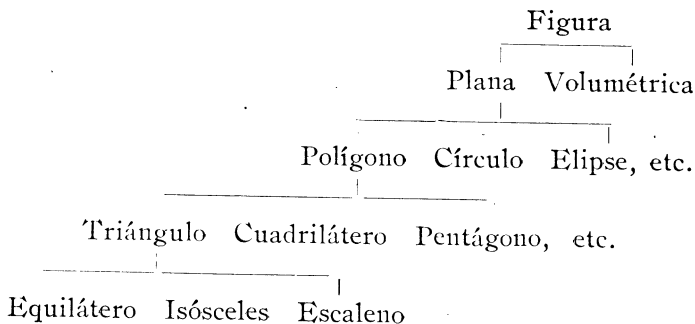 Figura
Plana Volumétrica
Polígono Círculo Elipse, etc.
Triángulo Cuadrilátero Pentágono, etc.
Equilátero Isósceles Escaleno